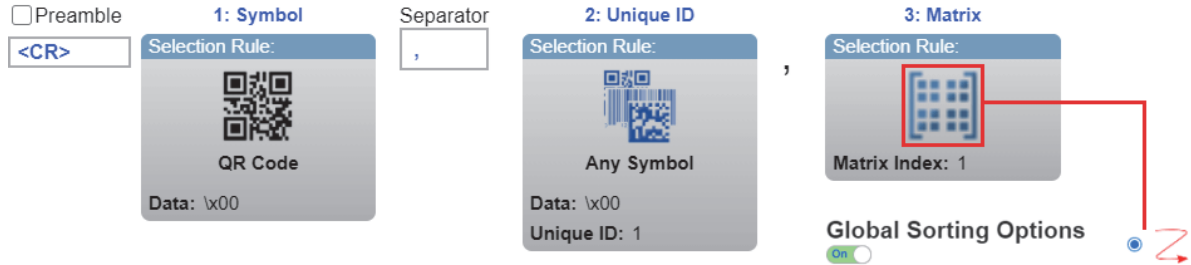 Preamble
<CR>
1: Symbol
Selection Rule:
QR Code
Data: \x00
Separator
,
2: Unique ID
Selection Rule:
Any Symbol
Data: \x00
Unique ID: 1
,
3: Matrix
Selection Rule:
Matrix Index: 1
Global Sorting Options
On